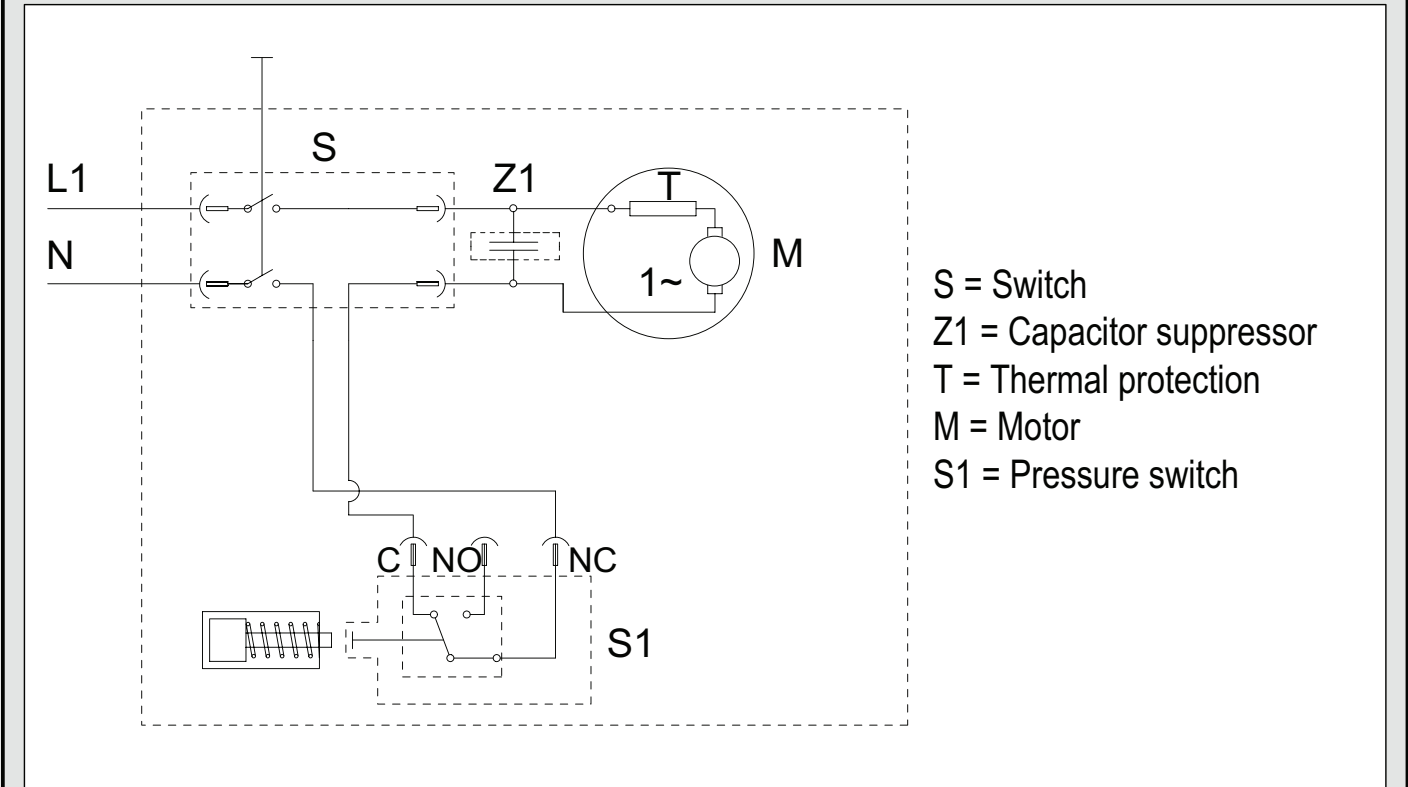 S
L1
Z1
T
N
M
1~
S = Switch
Z1 = Capacitor suppressor
T = Thermal protection
M = Motor
S1 = Pressure switch
C NO NC
S1